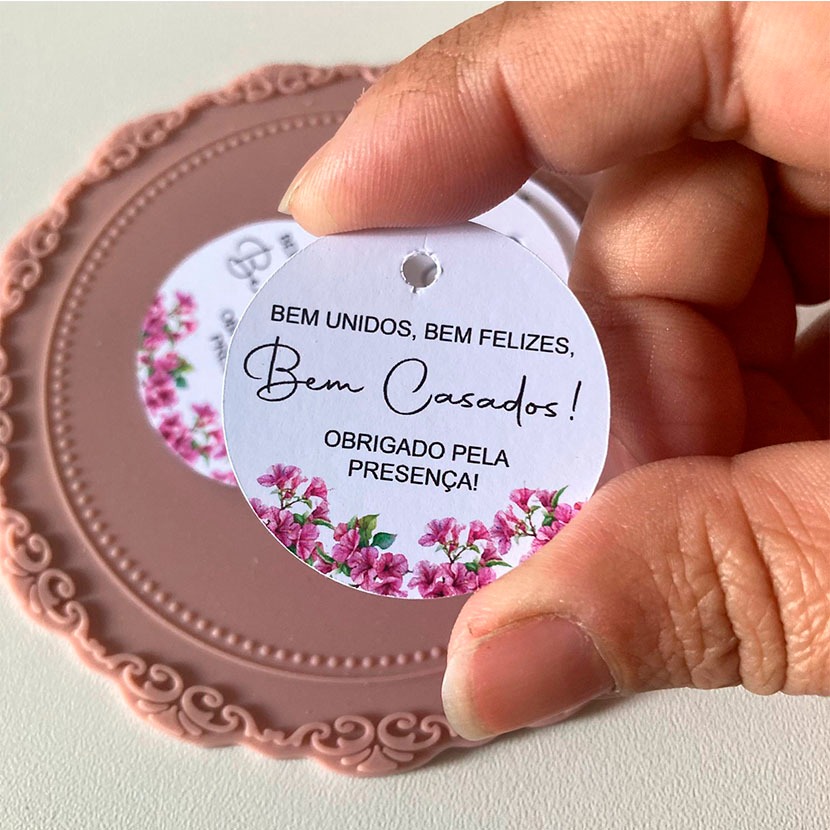 BEM UNIDOS, BEM FELIZES,
Bem Casados!
OBRIGADO PELA
PRESENÇA!